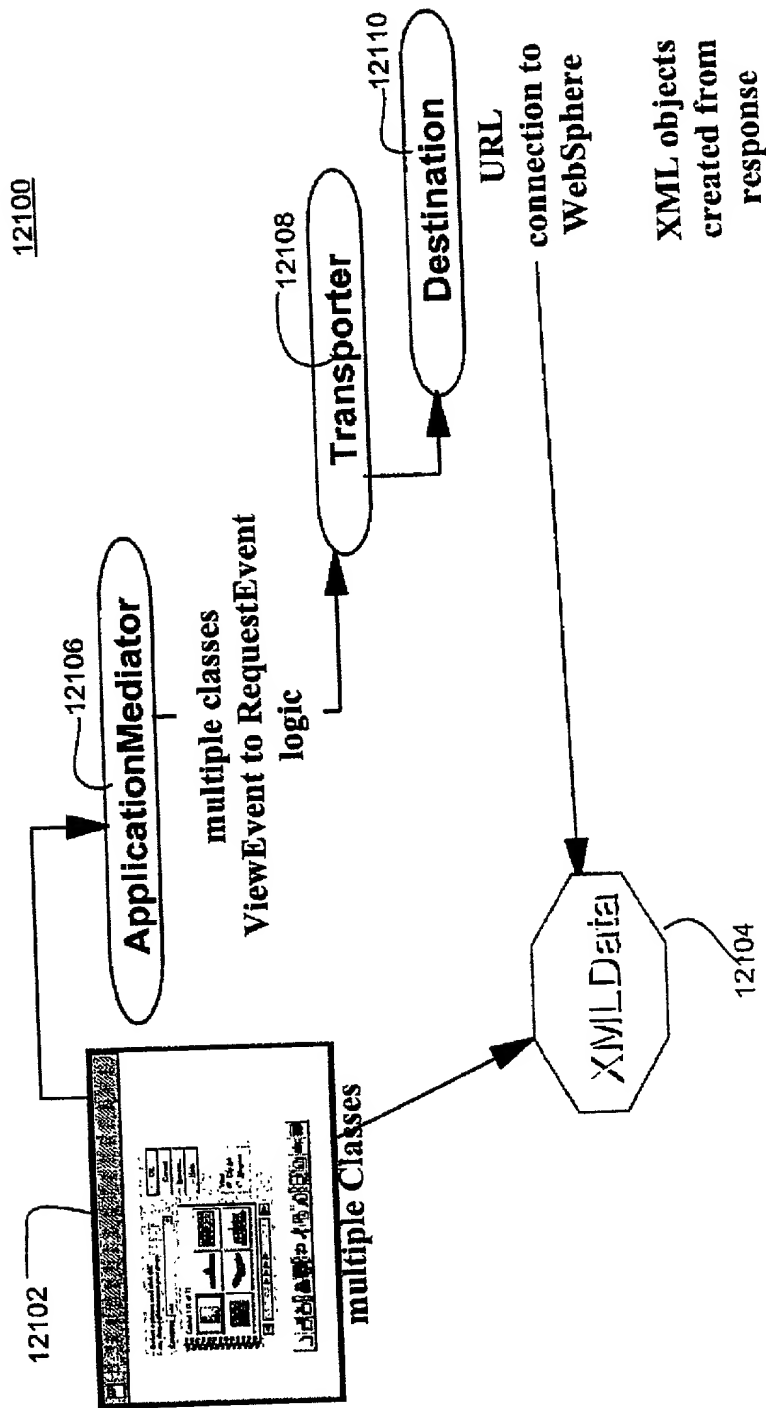 12100
12102
12106
ApplicationMediator
multiple classes
ViewEvent to RequestEvent
logic
12108
Transporter
12110
Destination
URL
connection to
WebSphere
XML objects
created from
response
multiple Classes
XMLData
12104